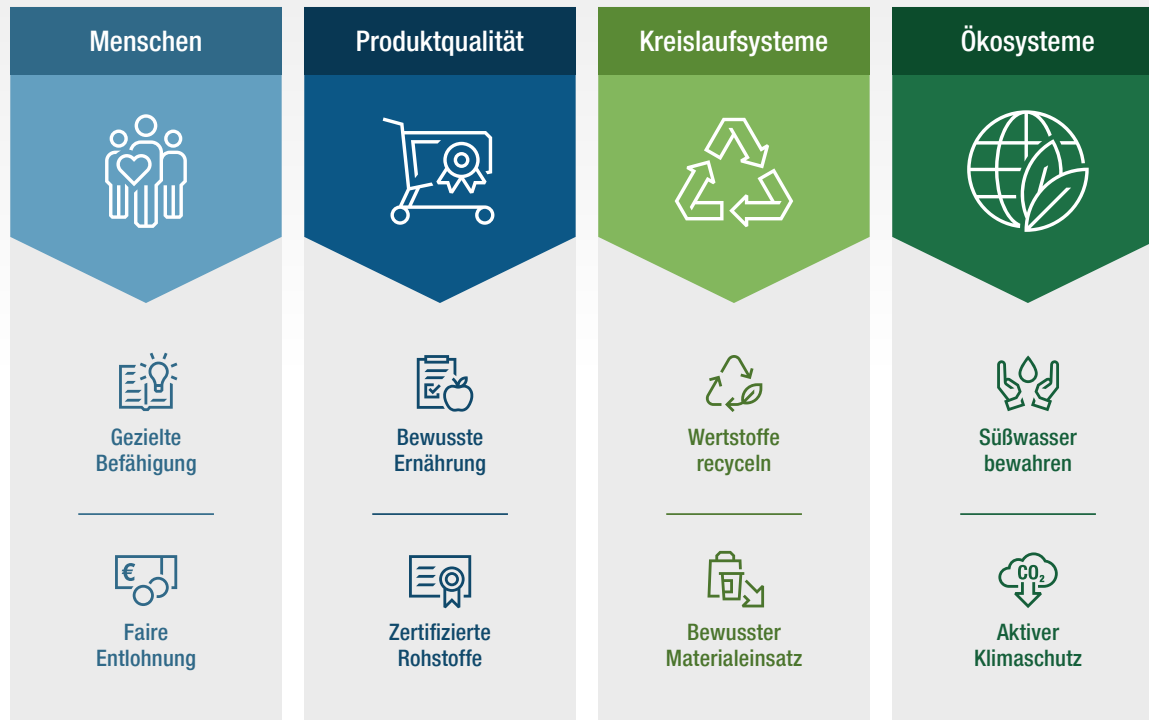 Menschen
Gezielte
Befähigung
€
Faire
Entlohnung
Produktqualität
Bewusste
Ernährung
Zertifizierte
Rohstoffe
Kreislaufsysteme
Wertstoffe
recyceln
Bewusster
Materialeinsatz
Ökosysteme
Süßwasser
bewahren
CO₂
Aktiver
Klimaschutz